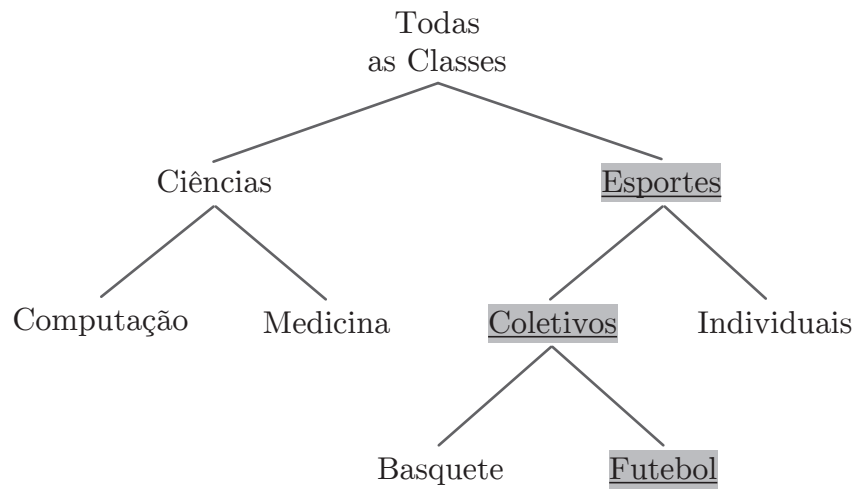 Todas
as Classes
Ciências
Esportes
Computação
Medicina
Coletivos
Individuais
Basquete
Futebol